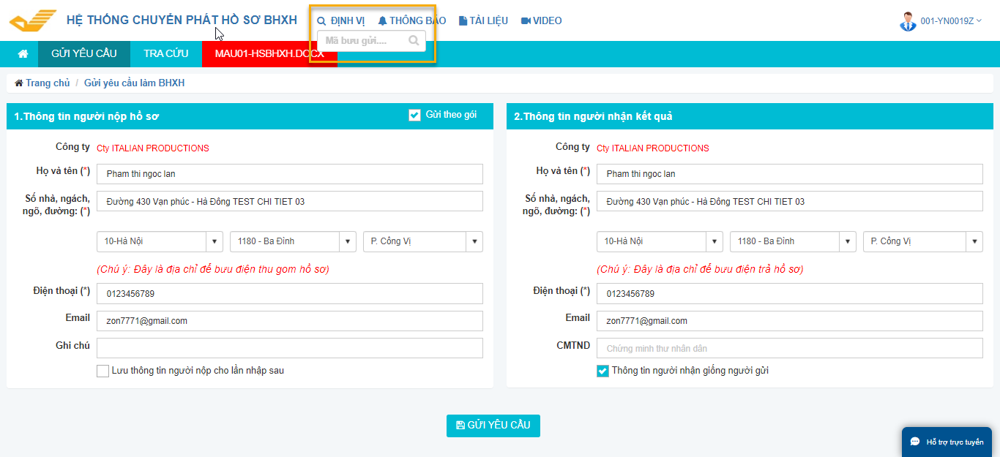 HỆ THỐNG CHUYỂN PHÁT HỒ SƠ BHXH
ĐỊNH VỊ THÔNG BÁO TÀI LIỆU VIDEO
001-YN0019Z
Mã bưu gửi....
GỬI YÊU CẦU TRA CỨU MAU01-HSBHXH.DOCX
Trang chủ / Gửi yêu cầu làm BHXH
1.Thông tin người nộp hồ sơ Gửi theo gói
Công ty Cty ITALIAN PRODUCTIONS
Họ và tên (*) Pham thi ngoc lan
Số nhà, ngách, ngõ, đường: (*) Đường 430 Vạn phúc - Hà Đông TEST CHI TIET 03
10-Hà Nội 1180 - Ba Đình P. Cống Vị
(Chú ý: Đây là địa chỉ để bưu điện thu gom hồ sơ)
Điện thoại (*) 0123456789
Email zon7771@gmail.com
Ghi chú
Lưu thông tin người nộp cho lần nhập sau
2.Thông tin người nhận kết quả
Công ty Cty ITALIAN PRODUCTIONS
Họ và tên (*) Pham thi ngoc lan
Số nhà, ngách, ngõ, đường: (*) Đường 430 Vạn phúc - Hà Đông TEST CHI TIET 03
10-Hà Nội 1180 - Ba Đình P. Cống Vị
(Chú ý: Đây là địa chỉ để bưu điện trả hồ sơ)
Điện thoại (*) 0123456789
Email zon7771@gmail.com
CMTND Chứng minh thư nhân dân
Thông tin người nhận giống người gửi
GỬI YÊU CẦU
Hỗ trợ trực tuyến